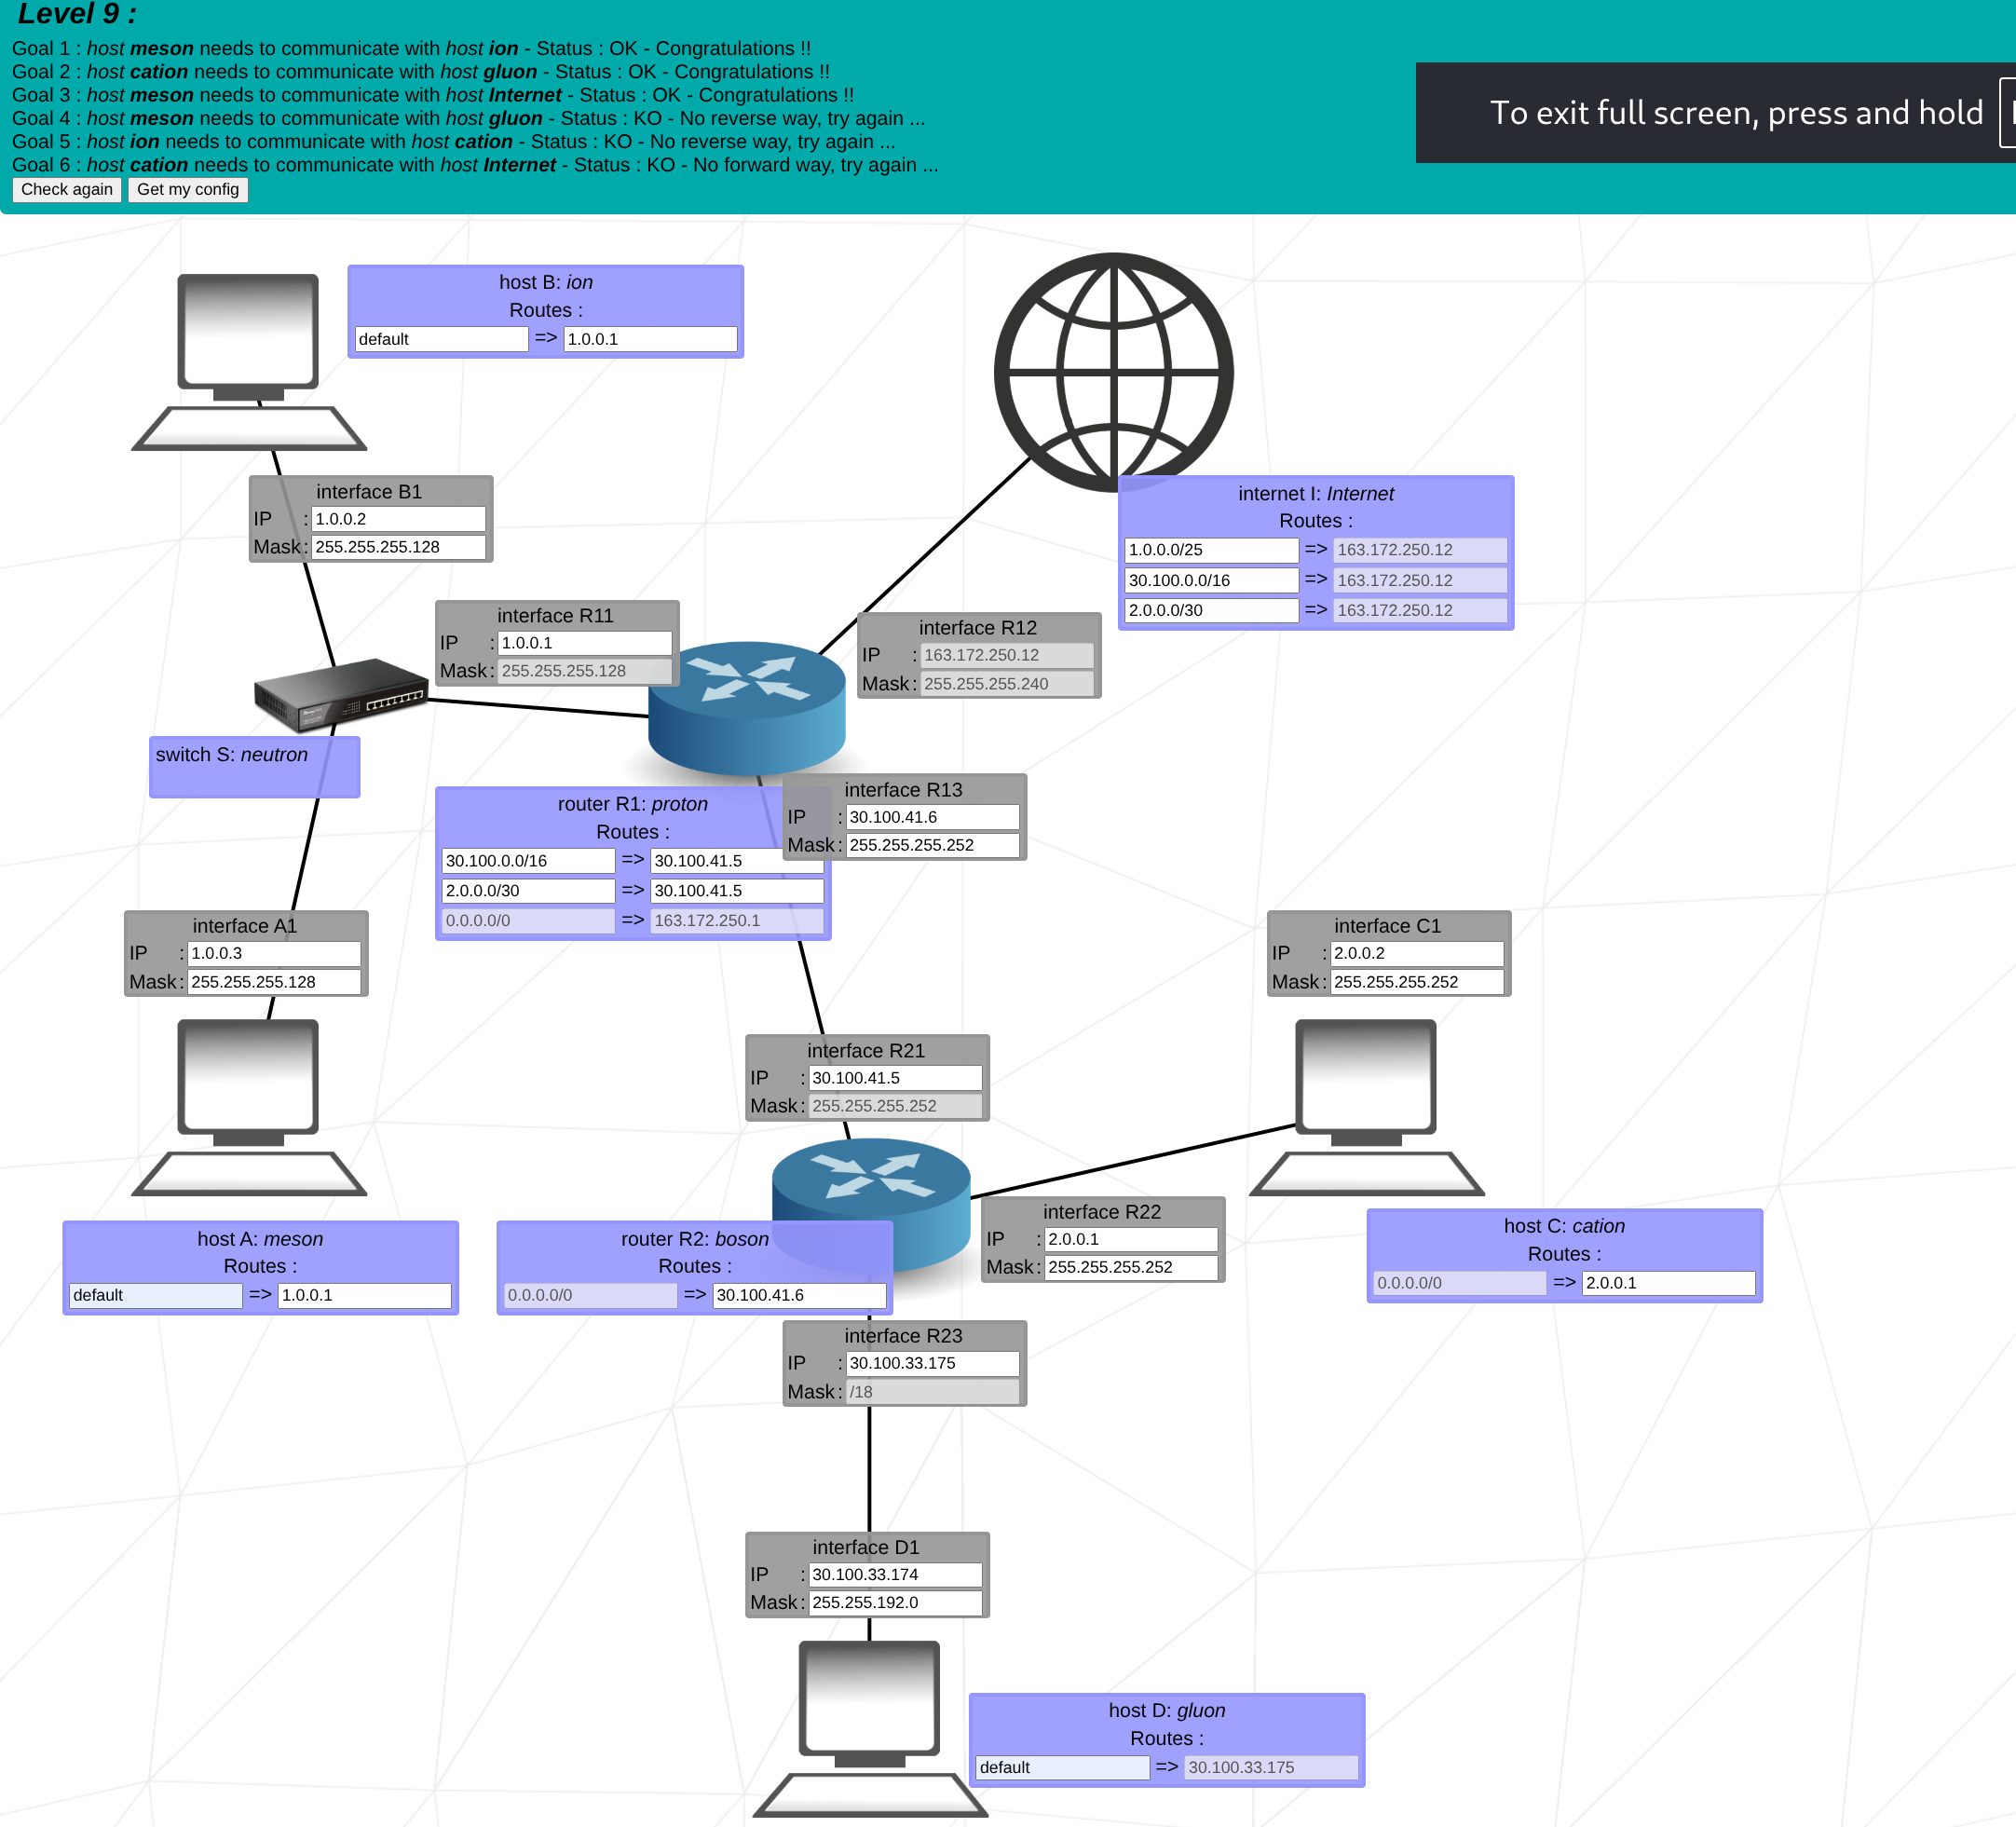 Level 9 :
Goal 1 : host meson needs to communicate with host ion - Status : OK - Congratulations !!
Goal 2 : host cation needs to communicate with host gluon - Status : OK - Congratulations !!
Goal 3 : host meson needs to communicate with host Internet - Status : OK - Congratulations !!
Goal 4 : host meson needs to communicate with host gluon - Status : KO - No reverse way, try again ...
Goal 5 : host ion needs to communicate with host cation - Status : KO - No reverse way, try again ...
Goal 6 : host cation needs to communicate with host Internet - Status : KO - No forward way, try again ...
Check again Get my config
To exit full screen, press and hold
host B: ion
Routes :
default => 1.0.0.1
interface B1
IP : 1.0.0.2
Mask : 255.255.255.128
internet I: Internet
Routes :
1.0.0.0/25 => 163.172.250.12
30.100.0.0/16 => 163.172.250.12
2.0.0.0/30 => 163.172.250.12
interface R11
IP : 1.0.0.1
Mask : 255.255.255.128
interface R12
IP : 163.172.250.12
Mask : 255.255.255.240
switch S: neutron
router R1: proton
Routes :
30.100.0.0/16 => 30.100.41.5
2.0.0.0/30 => 30.100.41.5
0.0.0.0/0 => 163.172.250.1
interface R13
IP : 30.100.41.6
Mask : 255.255.255.252
interface A1
IP : 1.0.0.3
Mask : 255.255.255.128
interface C1
IP : 2.0.0.2
Mask : 255.255.255.252
interface R21
IP : 30.100.41.5
Mask : 255.255.255.252
host A: meson
Routes :
default => 1.0.0.1
router R2: boson
Routes :
0.0.0.0/0 => 30.100.41.6
interface R22
IP : 2.0.0.1
Mask : 255.255.255.252
host C: cation
Routes :
0.0.0.0/0 => 2.0.0.1
interface R23
IP : 30.100.33.175
Mask : /18
interface D1
IP : 30.100.33.174
Mask : 255.255.192.0
host D: gluon
Routes :
default => 30.100.33.175